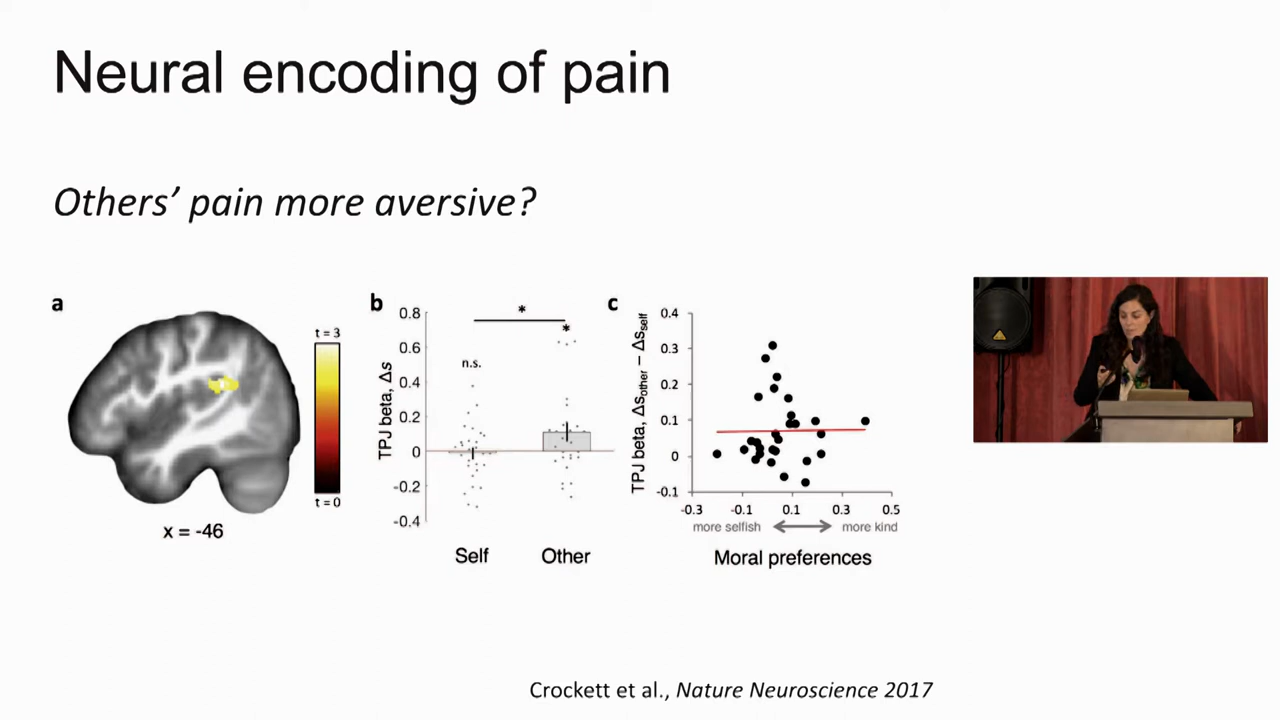 Neural encoding of pain
Others’ pain more aversive?
a
t = 3
t = 0
x = -46
b
TPJ beta, Δs
0.8
0.6
0.4
0.2
0
-0.2
-0.4
n.s.
*
*
Self
Other
c
TPJ beta, Δsother – Δsself
0.4
0.3
0.2
0.1
0
-0.1
-0.3
-0.1
0.1
0.3
0.5
more selfish
more kind
Moral preferences
Crockett et al., Nature Neuroscience 2017